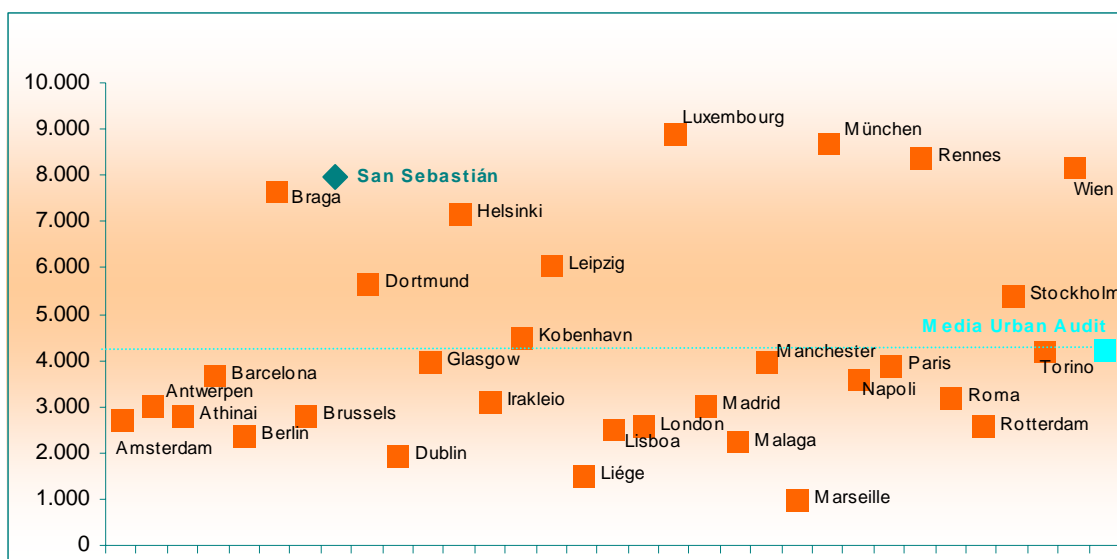 10.000
9.000
8.000
7.000
6.000
5.000
4.000
3.000
2.000
1.000
0
Luxembourg
München
Rennes
San Sebastián
Braga
Wien
Helsinki
Leipzig
Dortmund
Stockholm
Media Urban Audit
Kobenhavn
Glasgow
Manchester
Paris
Torino
Barcelona
Napoli
Antwerpen
Irakleio
Madrid
Roma
Athinai
Brussels
London
Rotterdam
Amsterdam
Berlin
Lisboa
Malaga
Dublin
Liége
Marseille